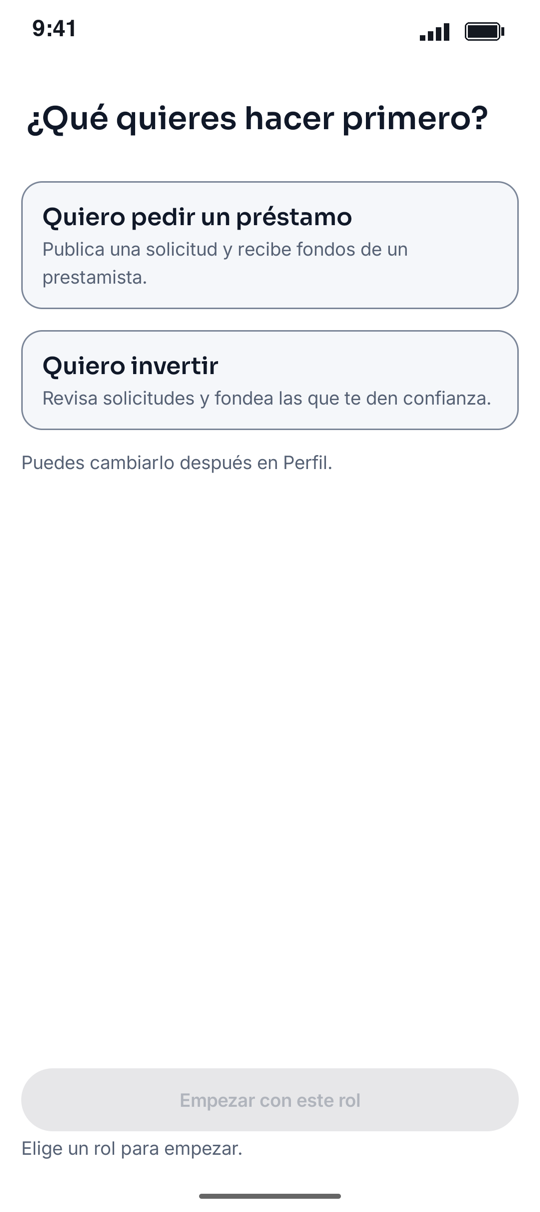 9:41
¿Qué quieres hacer primero?
Quiero pedir un préstamo
Publica una solicitud y recibe fondos de un
prestamista.
Quiero invertir
Revisa solicitudes y fondea las que te den confianza.
Puedes cambiarlo después en Perfil.
Empezar con este rol
Elige un rol para empezar.